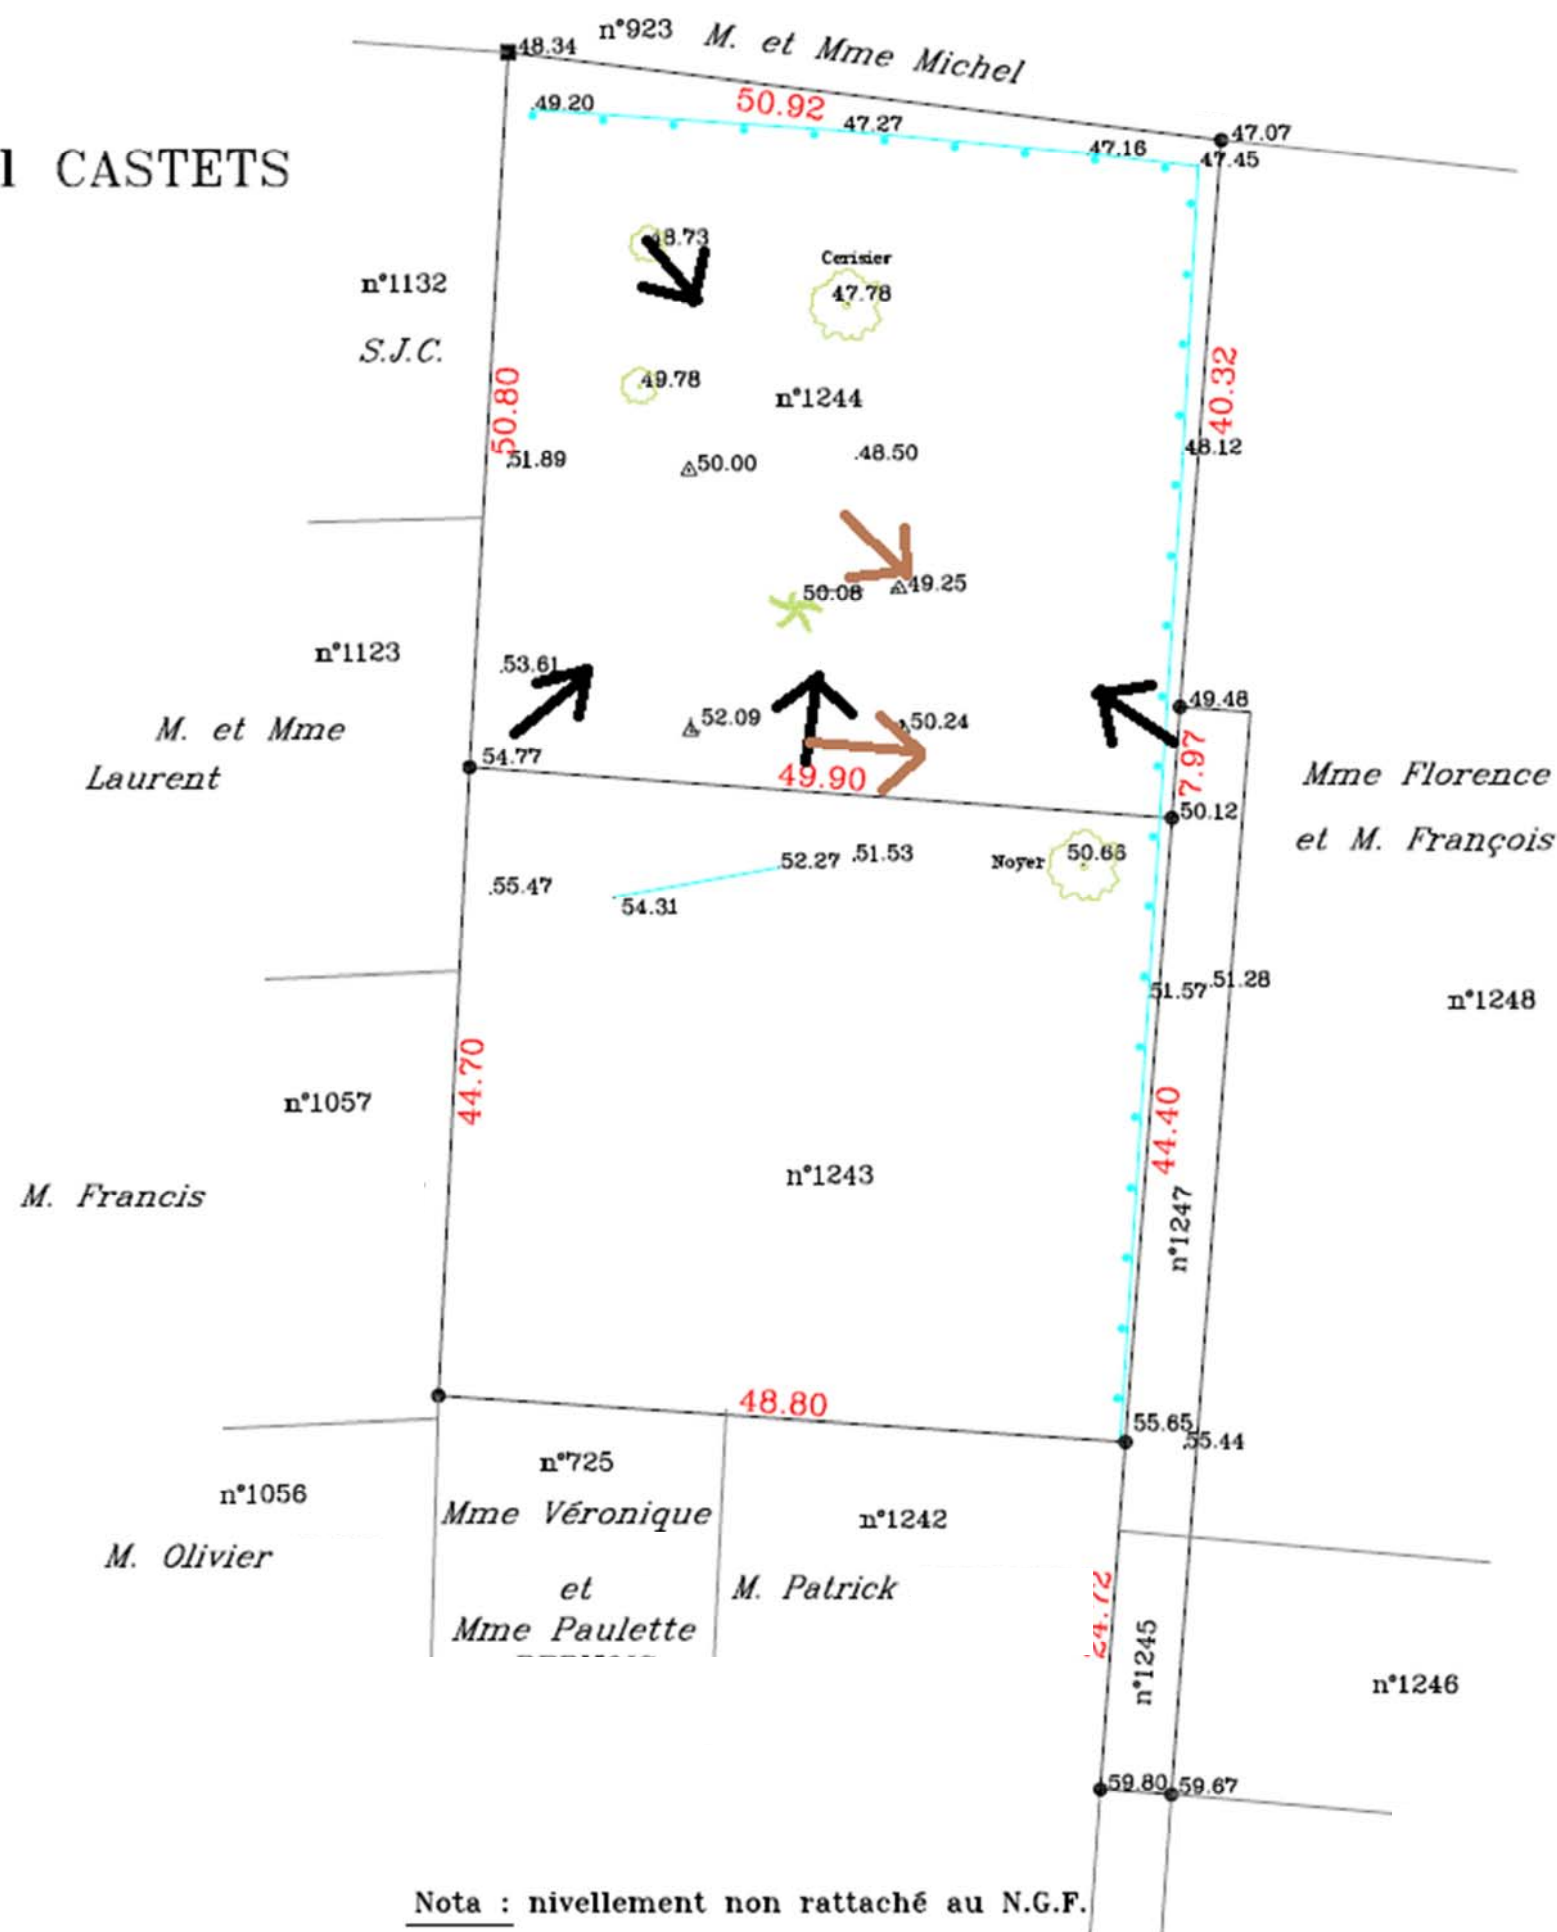 n°923 M. et Mme Michel
48.34
50.92
.49.20
47.27
47.16
47.07
47.45
1 CASTETS
48.73
Cerisier
47.78
n°1132
S.J.C.
49.78
n°1244
50.80
40.32
.51.89
50.00
.48.50
48.12
50.08
49.25
n°1123
.53.61
49.48
M. et Mme
Laurent
52.09
50.24
54.77
49.90
7.97
Mme Florence
et M. François
50.12
.52.27
.51.53
Noyer
50.66
.55.47
54.31
51.57
.51.28
n°1248
44.70
n°1057
44.40
n°1243
M. Francis
n°1247
48.80
55.65
.55.44
n°725
n°1056
Mme Véronique
n°1242
M. Olivier
et
M. Patrick
Mme Paulette
24.72
n°1245
n°1246
59.80
59.67
Nota : nivellement non rattaché au N.G.F.